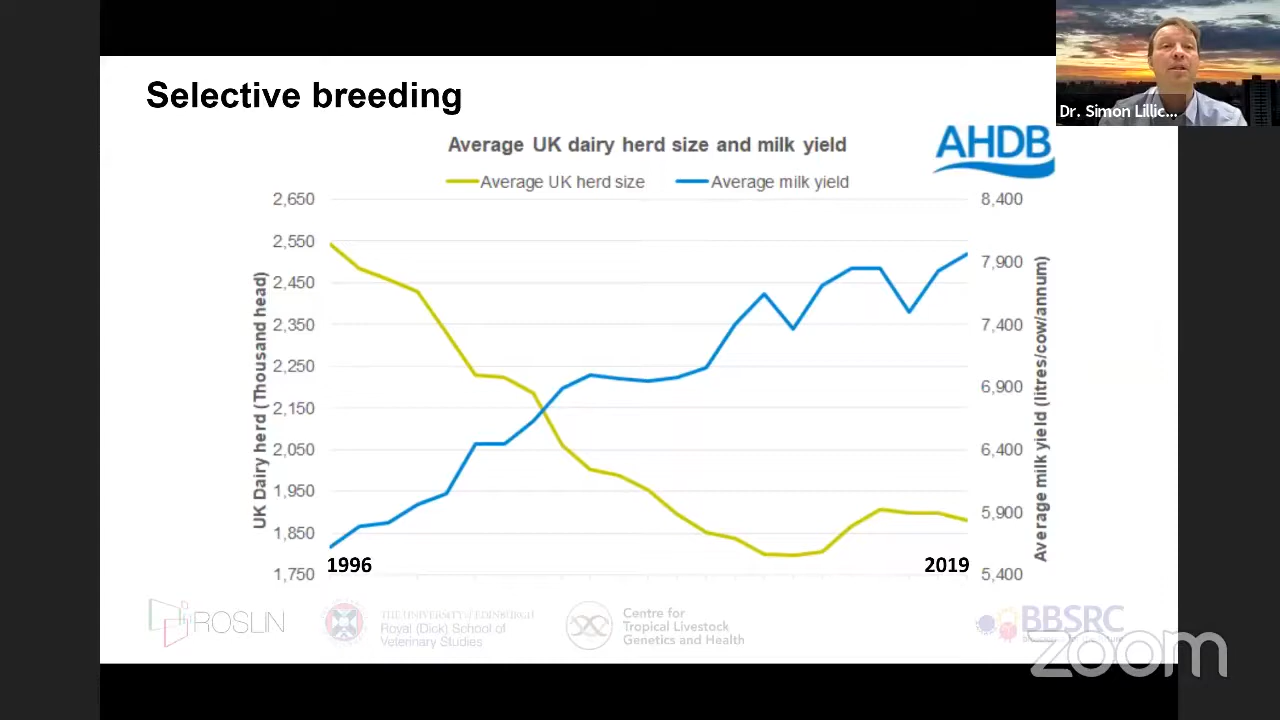 Dr. Simon Lillic...
Selective breeding
Average UK dairy herd size and milk yield
AHDB
Average UK herd size
Average milk yield
2,650
2,550
2,450
2,350
2,250
2,150
2,050
1,950
1,850
1,750
UK Dairy herd (Thousand head)
8,400
7,900
7,400
6,900
6,400
5,900
5,400
Average milk yield (litres/cow/annum)
1996
2019
ROSLIN
THE UNIVERSITY of EDINBURGH
Royal (Dick) School of
Veterinary Studies
Centre for
Tropical Livestock
Genetics and Health
BBSRC
zoom